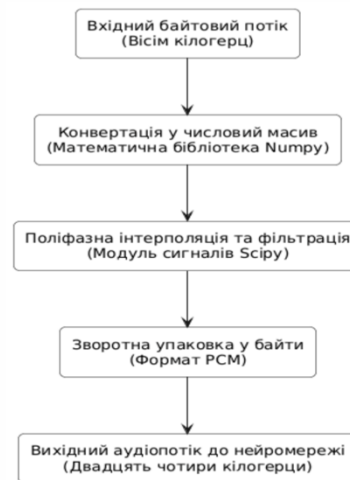 Вхідний байтовий потік
(Вісім кілогерц)
Конвертація у числовий масив
(Математична бібліотека Numpy)
Поліфазна інтерполяція та фільтрація
(Модуль сигналів Scipy)
Зворотна упаковка у байти
(Формат PCM)
Вихідний аудіопотік до нейромережі
(Двадцять чотири кілогерци)